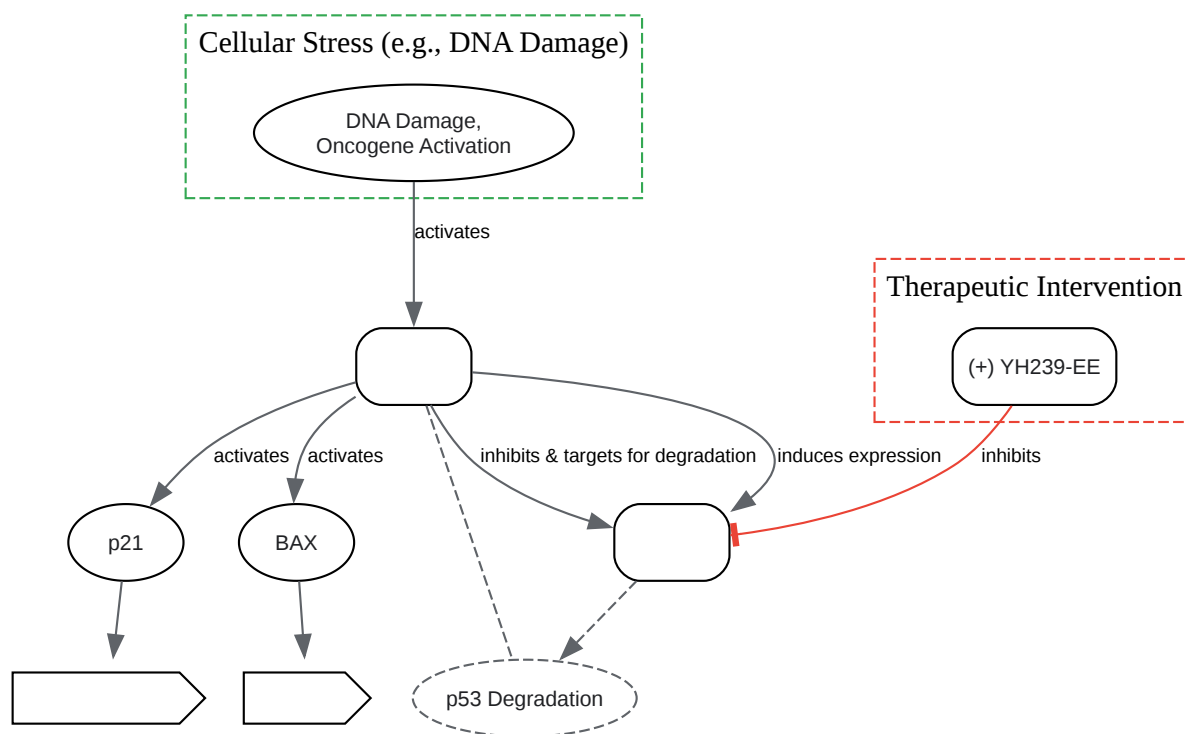 Cellular Stress (e.g., DNA Damage)
DNA Damage,
Oncogene Activation
activates
Therapeutic Intervention
(+) YH239-EE
activates
activates
inhibits & targets for degradation
induces expression
inhibits
p21
BAX
p53 Degradation